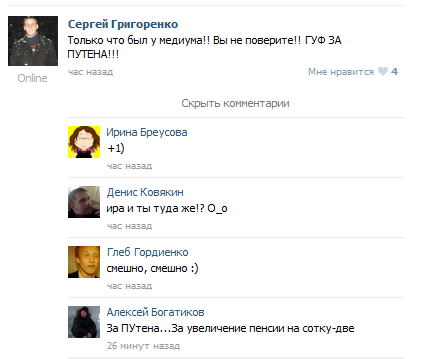 Сергей Григоренко
Только что был у медиума!! Вы не поверите!! ГУФ ЗА
ПУТЕНА!!!
час назад
Мне нравится 4
Online
Скрыть комментарии
Ирина Бреусова
+1)
час назад
Денис Ковякин
ира и ты туда же!? О_о
час назад
Глеб Гордиенко
смешно, смешно :)
час назад
Алексей Богатиков
За ПУтена...За увеличение пенсии на сотку-две
26 минут назад